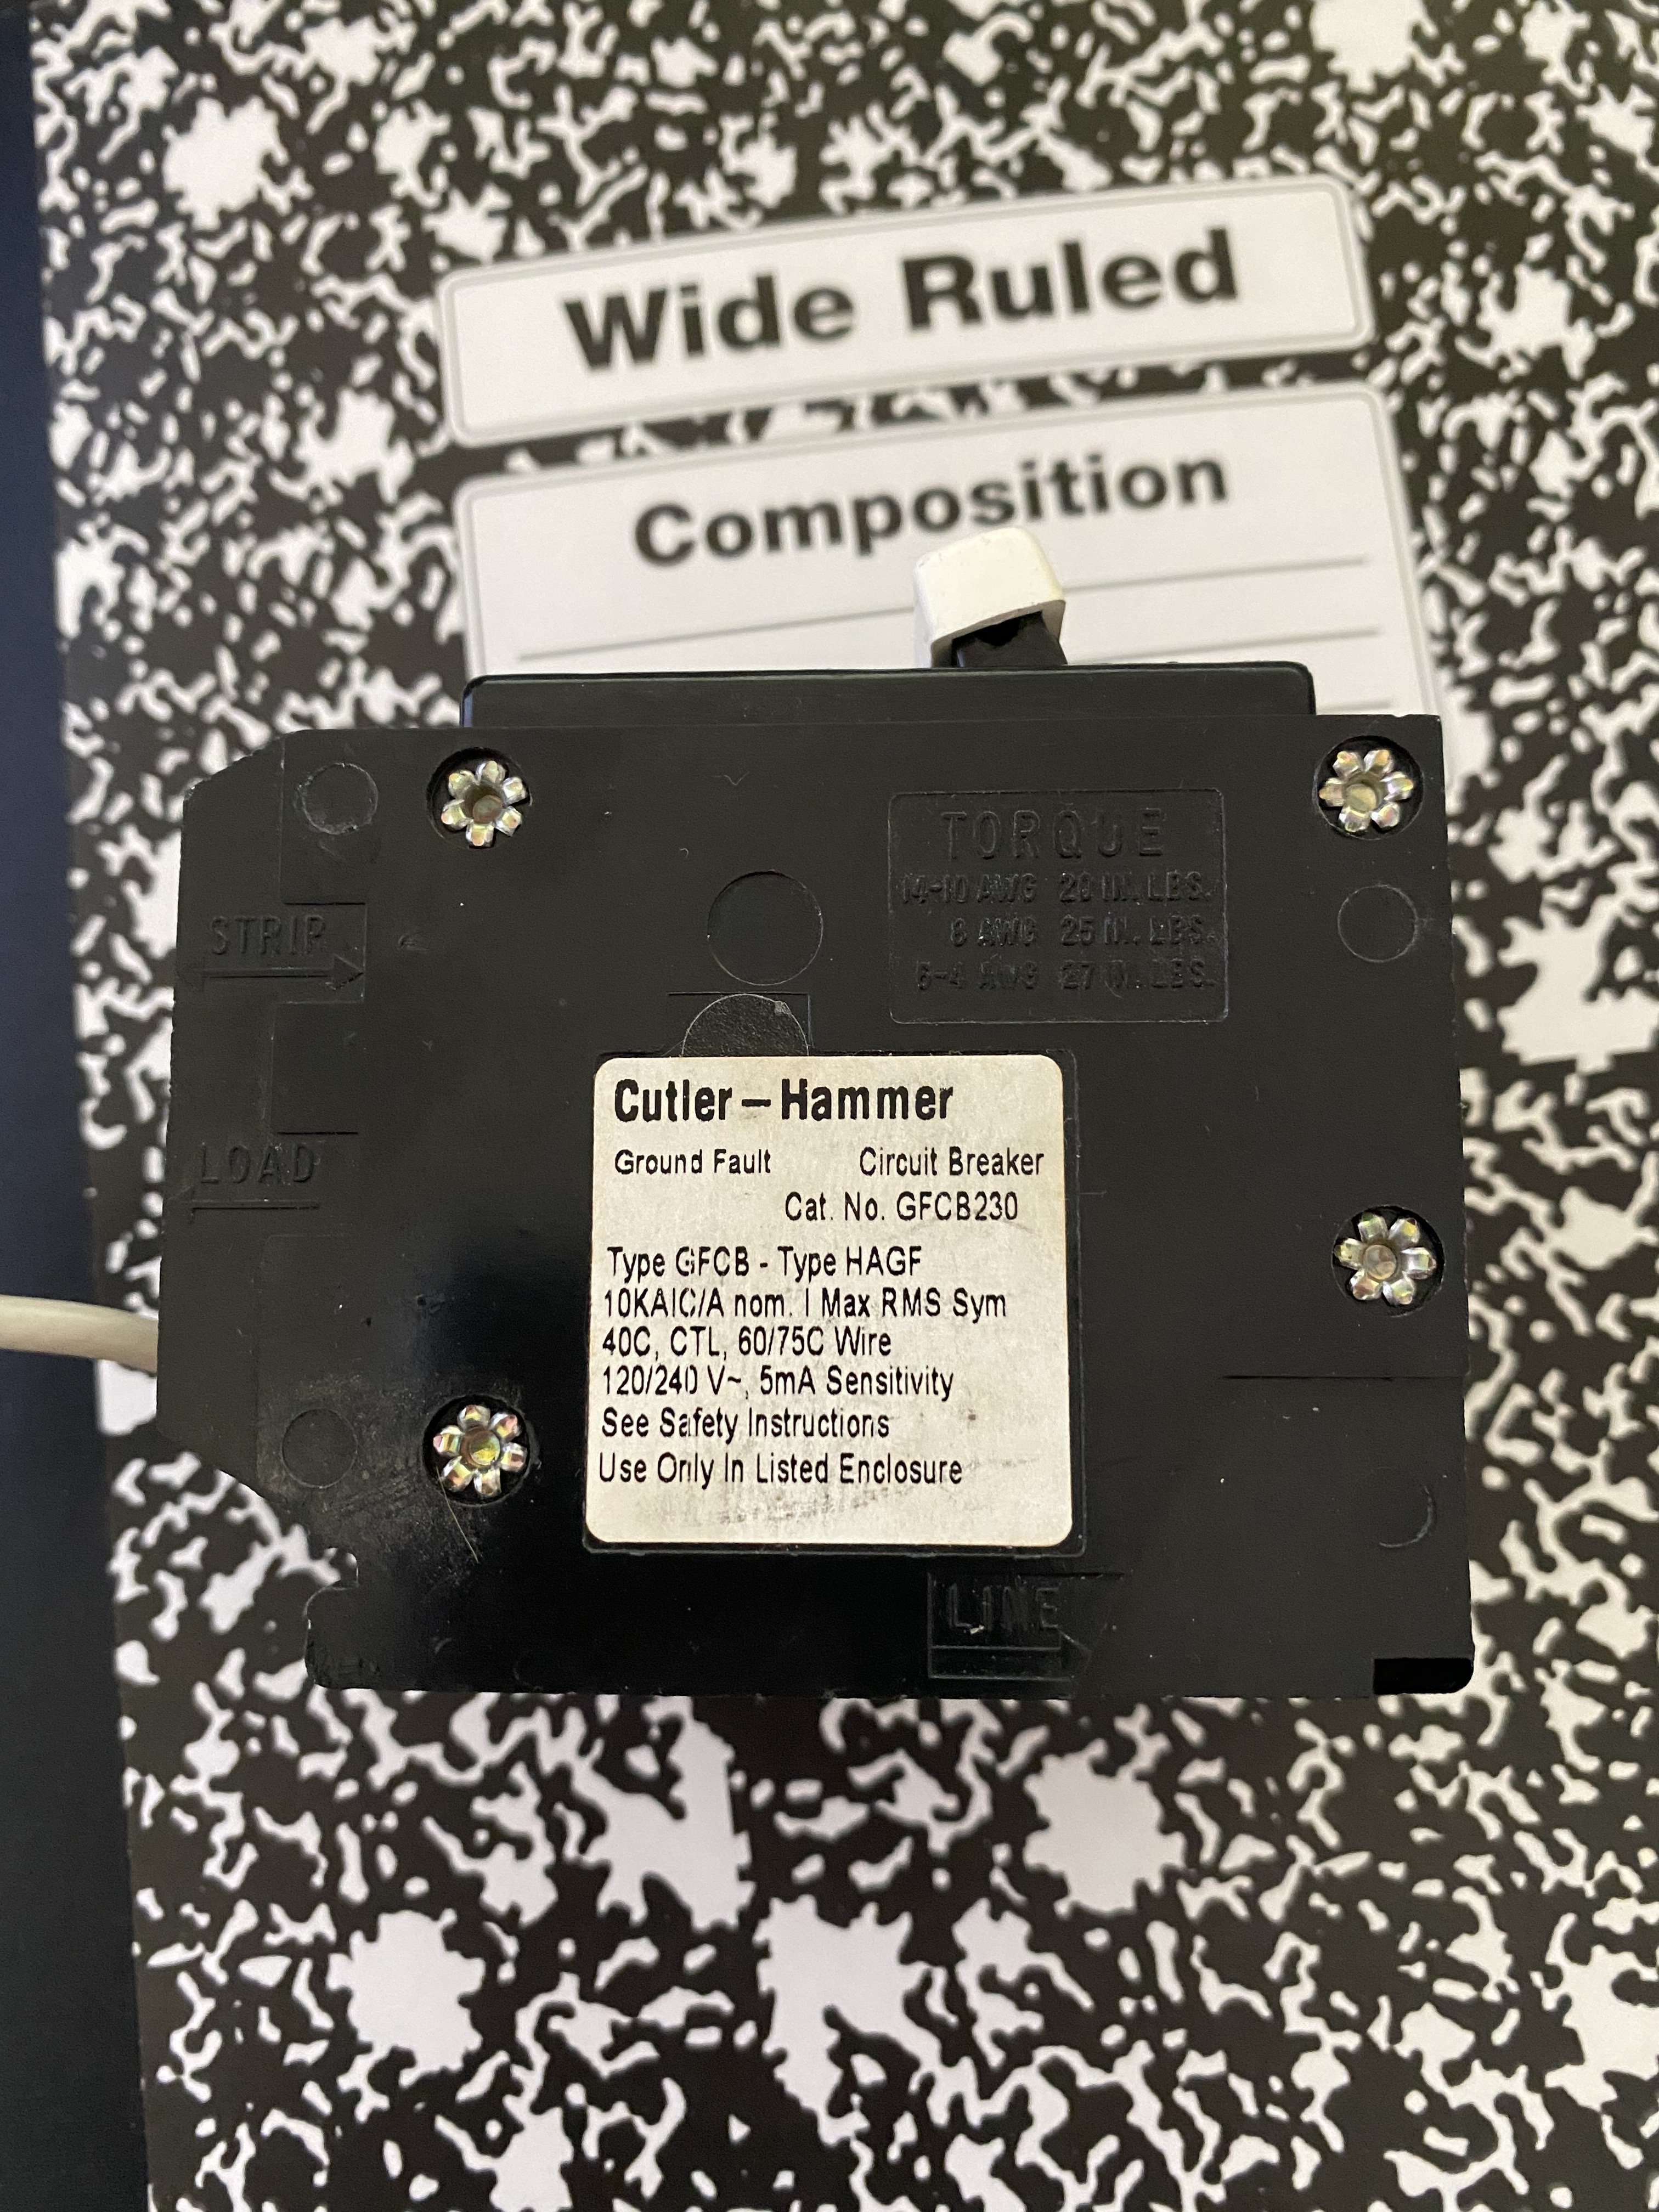 Wide Ruled
Composition
TORQUE
14-10 AWG 20 IN. LBS.
8 AWG 25 IN. LBS.
6-4 AWG 27 IN. LBS.
STRIP
LOAD
Cutler – Hammer
Ground Fault Circuit Breaker
Cat. No. GFCB230
Type GFCB - Type HAGF
10KAIC/A nom. I Max RMS Sym
40C, CTL, 60/75C Wire
120/240 V~, 5mA Sensitivity
See Safety Instructions
Use Only In Listed Enclosure
LINE